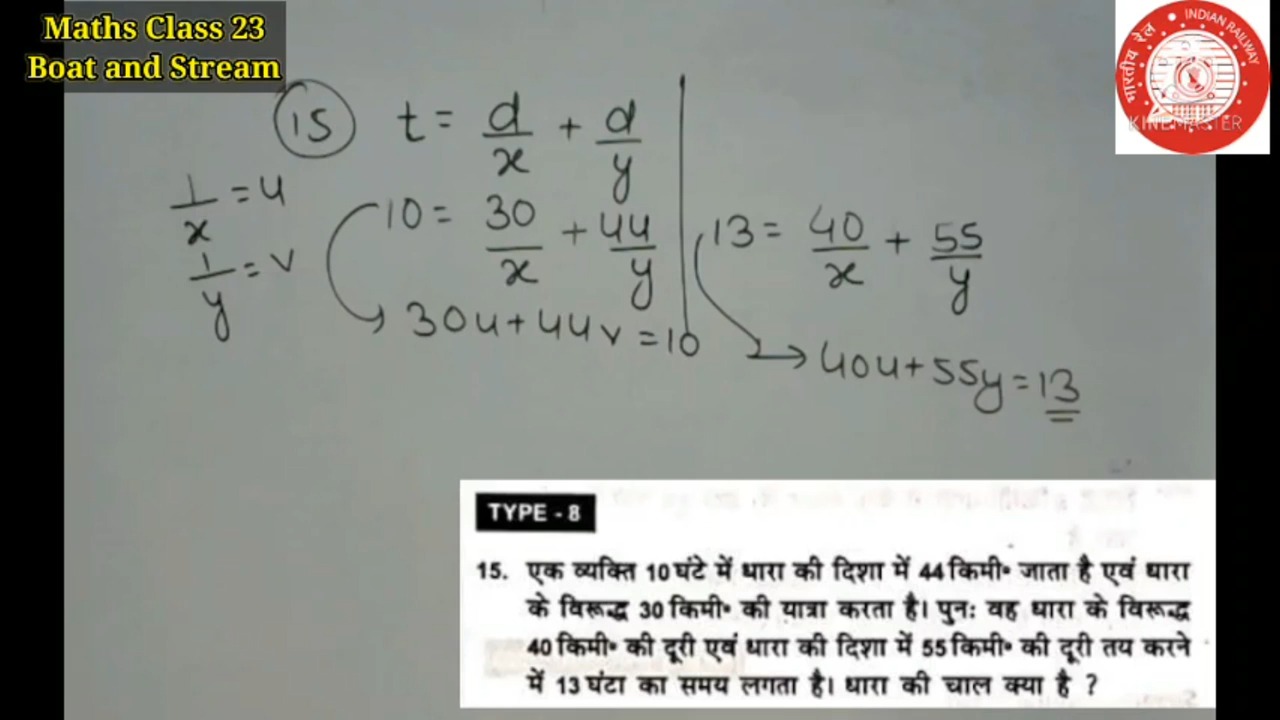 Maths Class 23
Boat and Stream
भारतीय रेल • INDIAN RAILWAY
KINEMASTER
15 t = d/x + d/y
1/x = u
1/y = v
10 = 30/x + 44/y
30u + 44v = 10
13 = 40/x + 55/y
40u + 55y = 13
TYPE - 8
15. एक व्यक्ति 10 घंटे में धारा की दिशा में 44 किमी॰ जाता है एवं धारा
के विरूद्ध 30 किमी॰ की यात्रा करता है। पुनः वह धारा के विरूद्ध
40 किमी॰ की दूरी एवं धारा की दिशा में 55 किमी॰ की दूरी तय करने
में 13 घंटा का समय लगता है। धारा की चाल क्या है ?